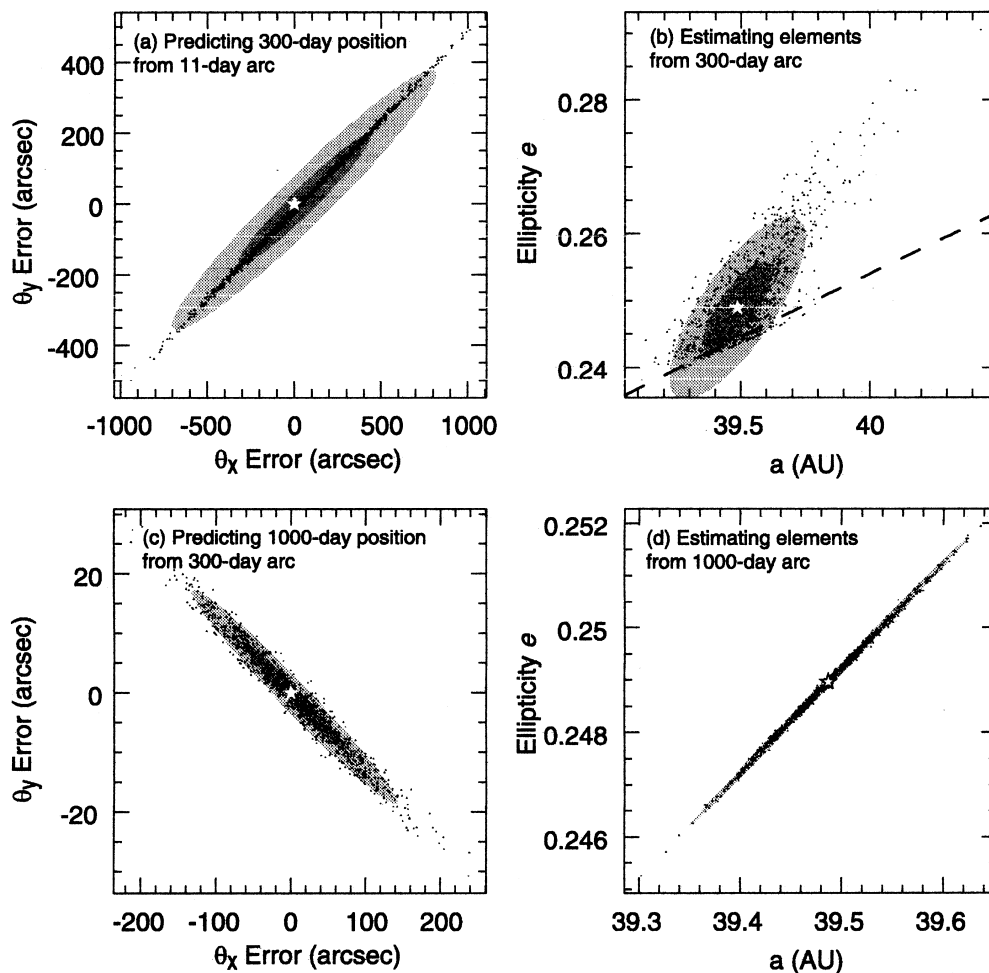 (a) Predicting 300-day position
from 11-day arc
400
200
0
-200
-400
-1000 -500 0 500 1000
θx Error (arcsec)
θy Error (arcsec)
(b) Estimating elements
from 300-day arc
0.28
0.26
0.24
39.5 40
a (AU)
Ellipticity e
(c) Predicting 1000-day position
from 300-day arc
20
0
-20
-200 -100 0 100 200
θx Error (arcsec)
θy Error (arcsec)
(d) Estimating elements
from 1000-day arc
0.252
0.25
0.248
0.246
39.3 39.4 39.5 39.6
a (AU)
Ellipticity e